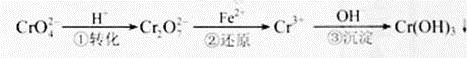 CrO₄²⁻ —H⁺ ①转化→ Cr₂O₇²⁻ —Fe²⁺ ②还原→ Cr³⁺ —OH ③沉淀→ Cr(OH)₃↓